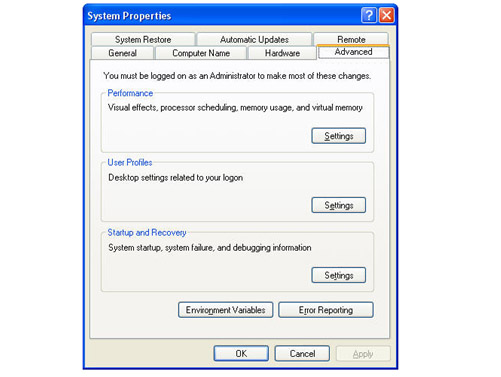 System Properties
System Restore Automatic Updates Remote
General Computer Name Hardware Advanced
You must be logged on as an Administrator to make most of these changes.
Performance
Visual effects, processor scheduling, memory usage, and virtual memory
Settings
User Profiles
Desktop settings related to your logon
Settings
Startup and Recovery
System startup, system failure, and debugging information
Settings
Environment Variables Error Reporting
OK Cancel Apply